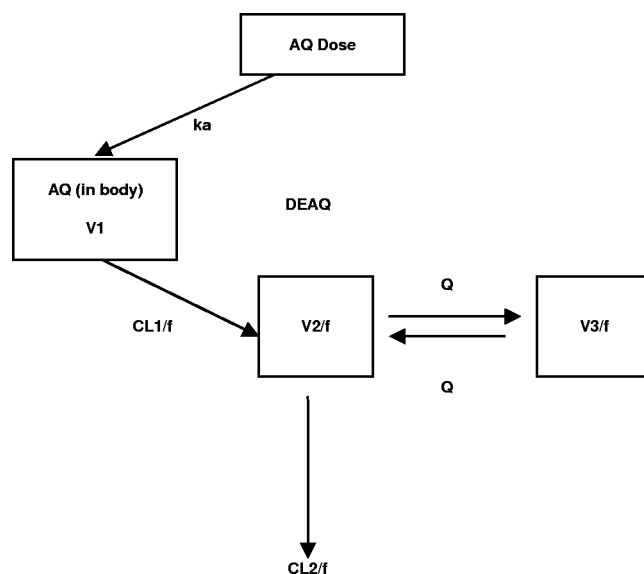 AQ Dose
ka
AQ (in body)
V1
DEAQ
CL1/f
V2/f
Q
Q
V3/f
CL2/f